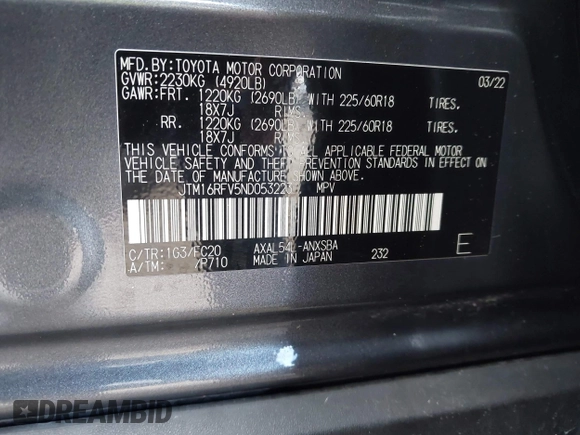 MFD.BY:TOYOTA MOTOR CORPORATION 03/22
GVWR:2230KG (4920LB)
GAWR:FRT. 1220KG (2690LB) WITH 225/60R18 TIRES.
18X7J RIMS
RR. 1220KG (2690LB) WITH 225/60R18 TIRES.
18X7J RIMS
THIS VEHICLE CONFORMS TO ALL APPLICABLE FEDERAL MOTOR
VEHICLE SAFETY AND THEFT PREVENTION STANDARDS IN EFFECT ON
THE DATE OF MANUFACTURE SHOWN ABOVE.
MPV
C/TR:1G3/FC20 AXAL54L-ANXSBA
A/TM: /P710 MADE IN JAPAN 232 E
DREAMBID